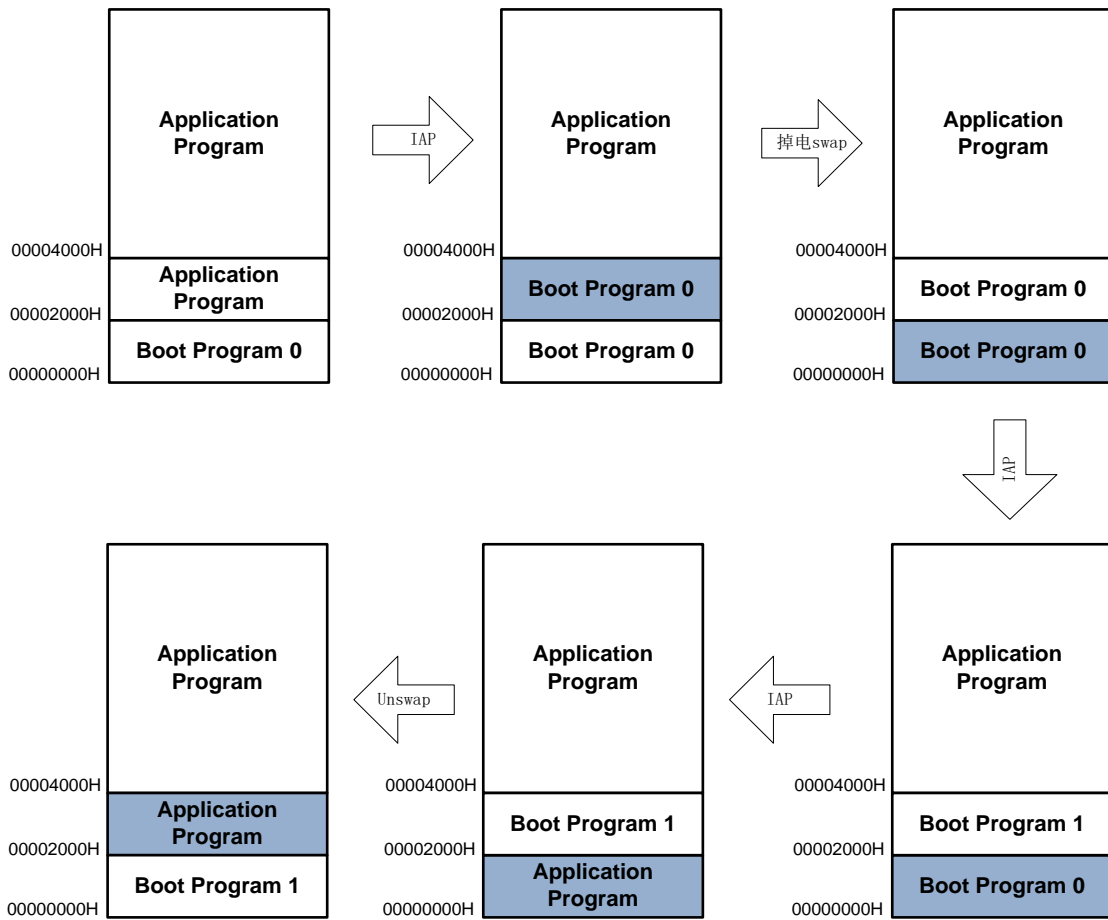 Application
Program
00004000H
Application
Program
00002000H
Boot Program 0
00000000H
IAP
Application
Program
00004000H
Boot Program 0
00002000H
Boot Program 0
00000000H
掉电swap
Application
Program
00004000H
Boot Program 0
00002000H
Boot Program 0
00000000H
IAP
Application
Program
00004000H
Boot Program 1
00002000H
Boot Program 0
00000000H
IAP
Application
Program
00004000H
Boot Program 1
00002000H
Application
Program
00000000H
Unswap
Application
Program
00004000H
Application
Program
00002000H
Boot Program 1
00000000H